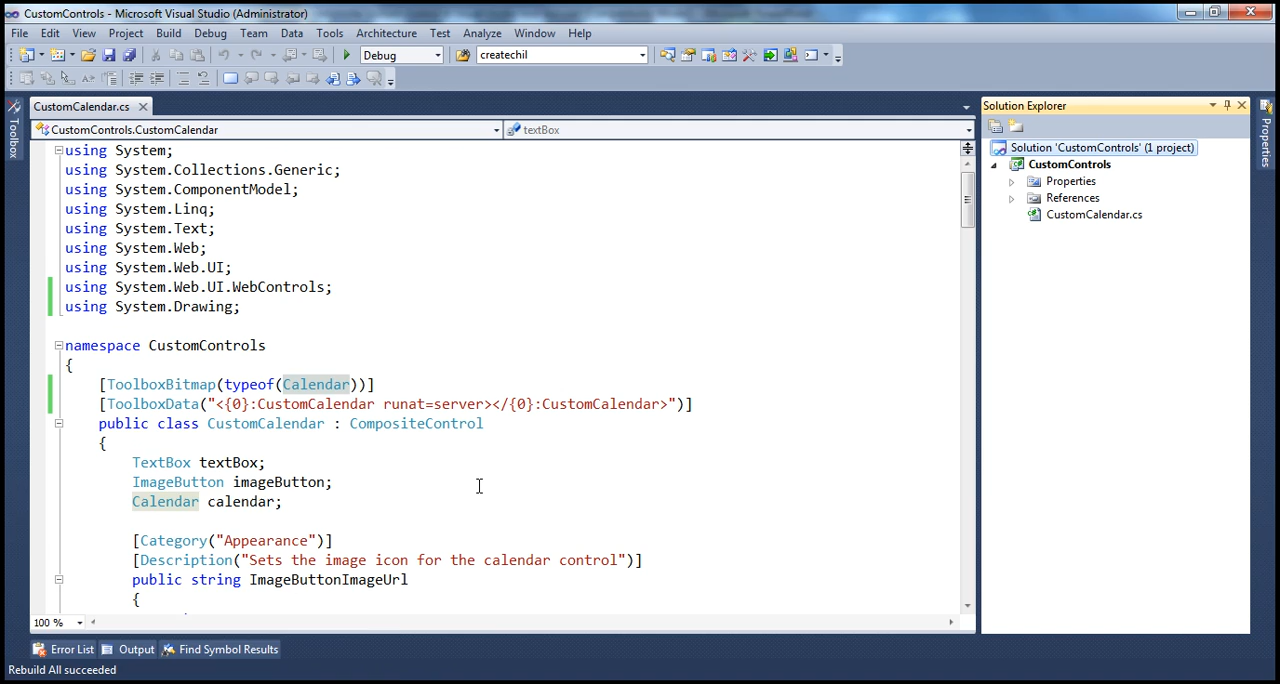 CustomControls - Microsoft Visual Studio (Administrator)
File Edit View Project Build Debug Team Data Tools Architecture Test Analyze Window Help
Debug createchil
CustomCalendar.cs
Solution Explorer
Toolbox
Properties
CustomControls.CustomCalendar textBox
using System;
using System.Collections.Generic;
using System.ComponentModel;
using System.Linq;
using System.Text;
using System.Web;
using System.Web.UI;
using System.Web.UI.WebControls;
using System.Drawing;
namespace CustomControls
{
[ToolboxBitmap(typeof(Calendar))]
[ToolboxData("<{0}:CustomCalendar runat=server></{0}:CustomCalendar>")]
public class CustomCalendar : CompositeControl
{
TextBox textBox;
ImageButton imageButton;
Calendar calendar;
[Category("Appearance")]
[Description("Sets the image icon for the calendar control")]
public string ImageButtonImageUrl
{
100 %
Solution 'CustomControls' (1 project)
CustomControls
Properties
References
CustomCalendar.cs
Error List Output Find Symbol Results
Rebuild All succeeded